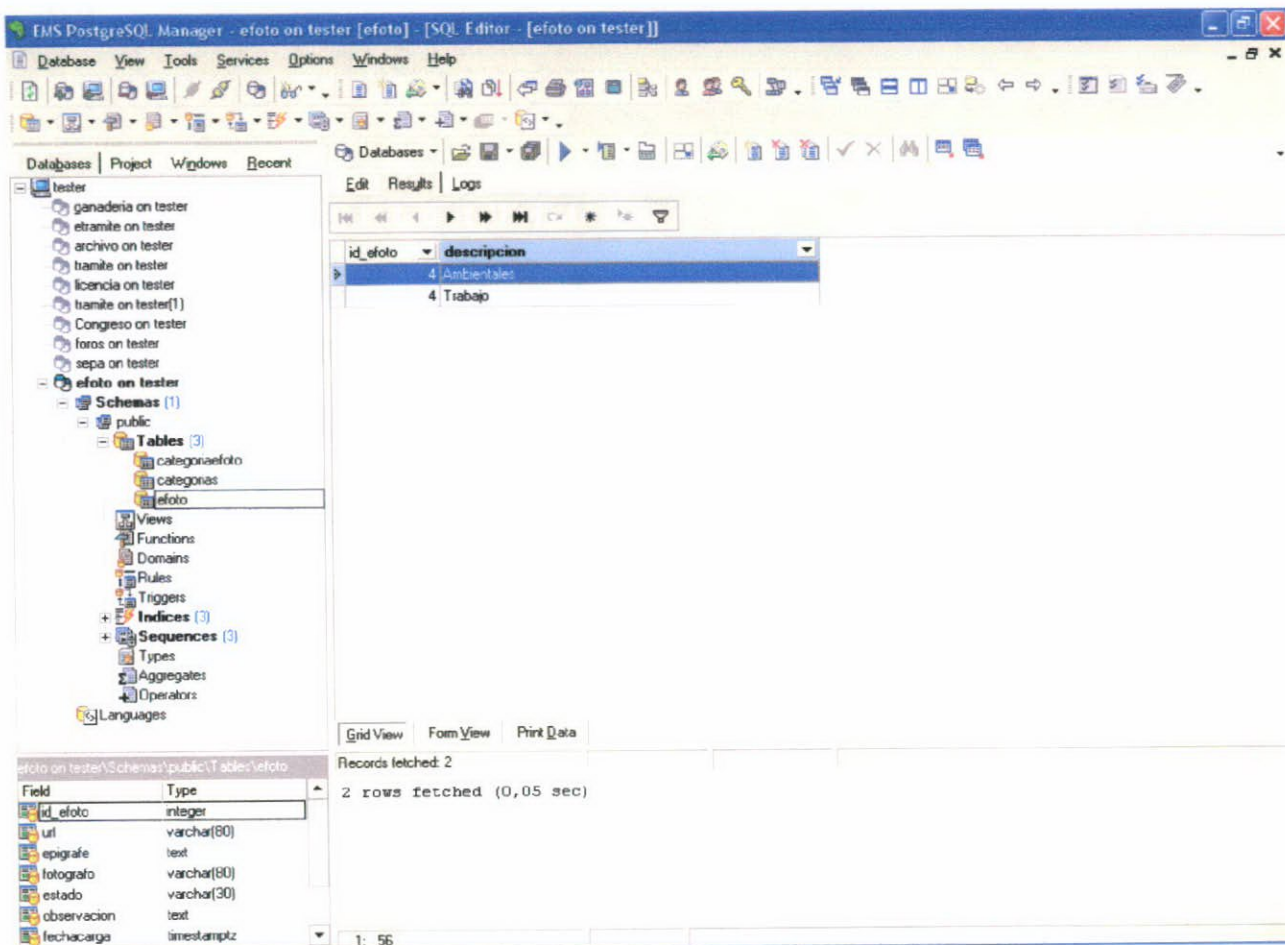 EMS PostgreSQL Manager - efoto on tester [efoto] - [SQL Editor - [efoto on tester]]
Database View Tools Services Options Windows Help
Databases
Databases Project Windows Recent
Edit Results Logs
tester
ganaderia on tester
etramite on tester
archivo on tester
tramite on tester
licencia on tester
tramite on tester(1)
Congreso on tester
foros on tester
sepa on tester
efoto on tester
Schemas (1)
public
Tables (3)
categoriaefoto
categorias
efoto
Views
Functions
Domains
Rules
Triggers
Indices (3)
Sequences (3)
Types
Aggregates
Operators
Languages
id_efoto descripcion
4 Ambientales
4 Trabajo
Grid View Form View Print Data
Records fetched: 2
2 rows fetched (0,05 sec)
efoto on tester\Schemas\public\Tables\efoto
Field Type
id_efoto integer
url varchar(80)
epigrafe text
fotografo varchar(80)
estado varchar(30)
observacion text
fechacarga timestamptz
1: 56